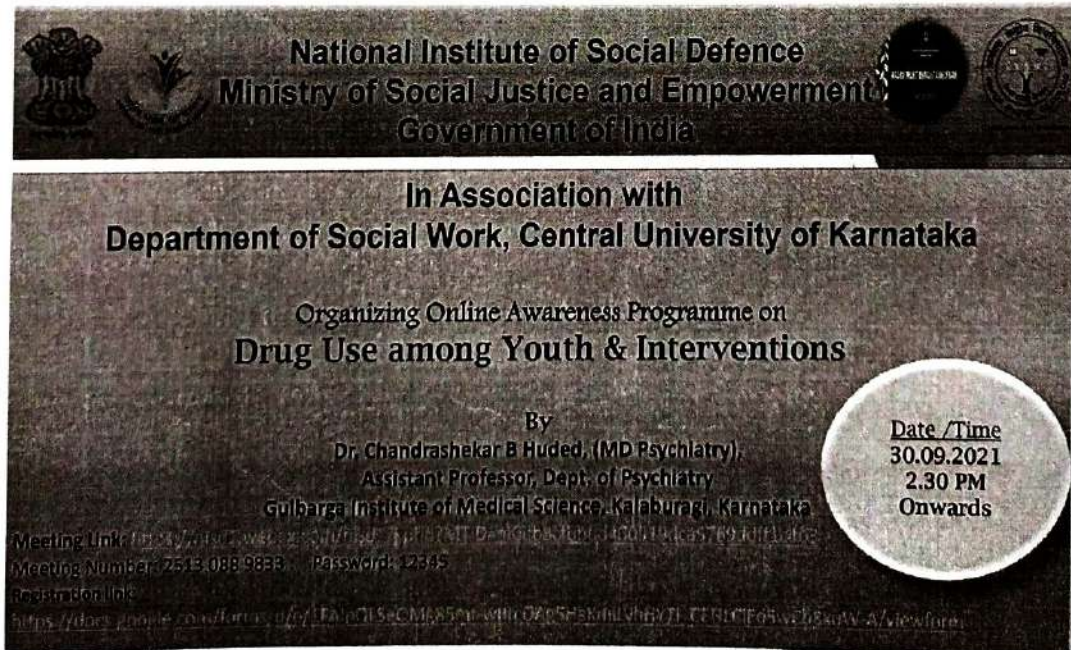 National Institute of Social Defence
Ministry of Social Justice and Empowerment
Government of India
In Association with
Department of Social Work, Central University of Karnataka
Organizing Online Awareness Programme on
Drug Use among Youth & Interventions
By
Dr. Chandrashekar B Huded, (MD Psychiatry),
Assistant Professor, Dept. of Psychiatry
Gulbarga Institute of Medical Science, Kalaburagi, Karnataka
Date /Time
30.09.2021
2.30 PM
Onwards
Meeting Link:
Meeting Number: 2513 088 9833 Password: 12345
Registration link: